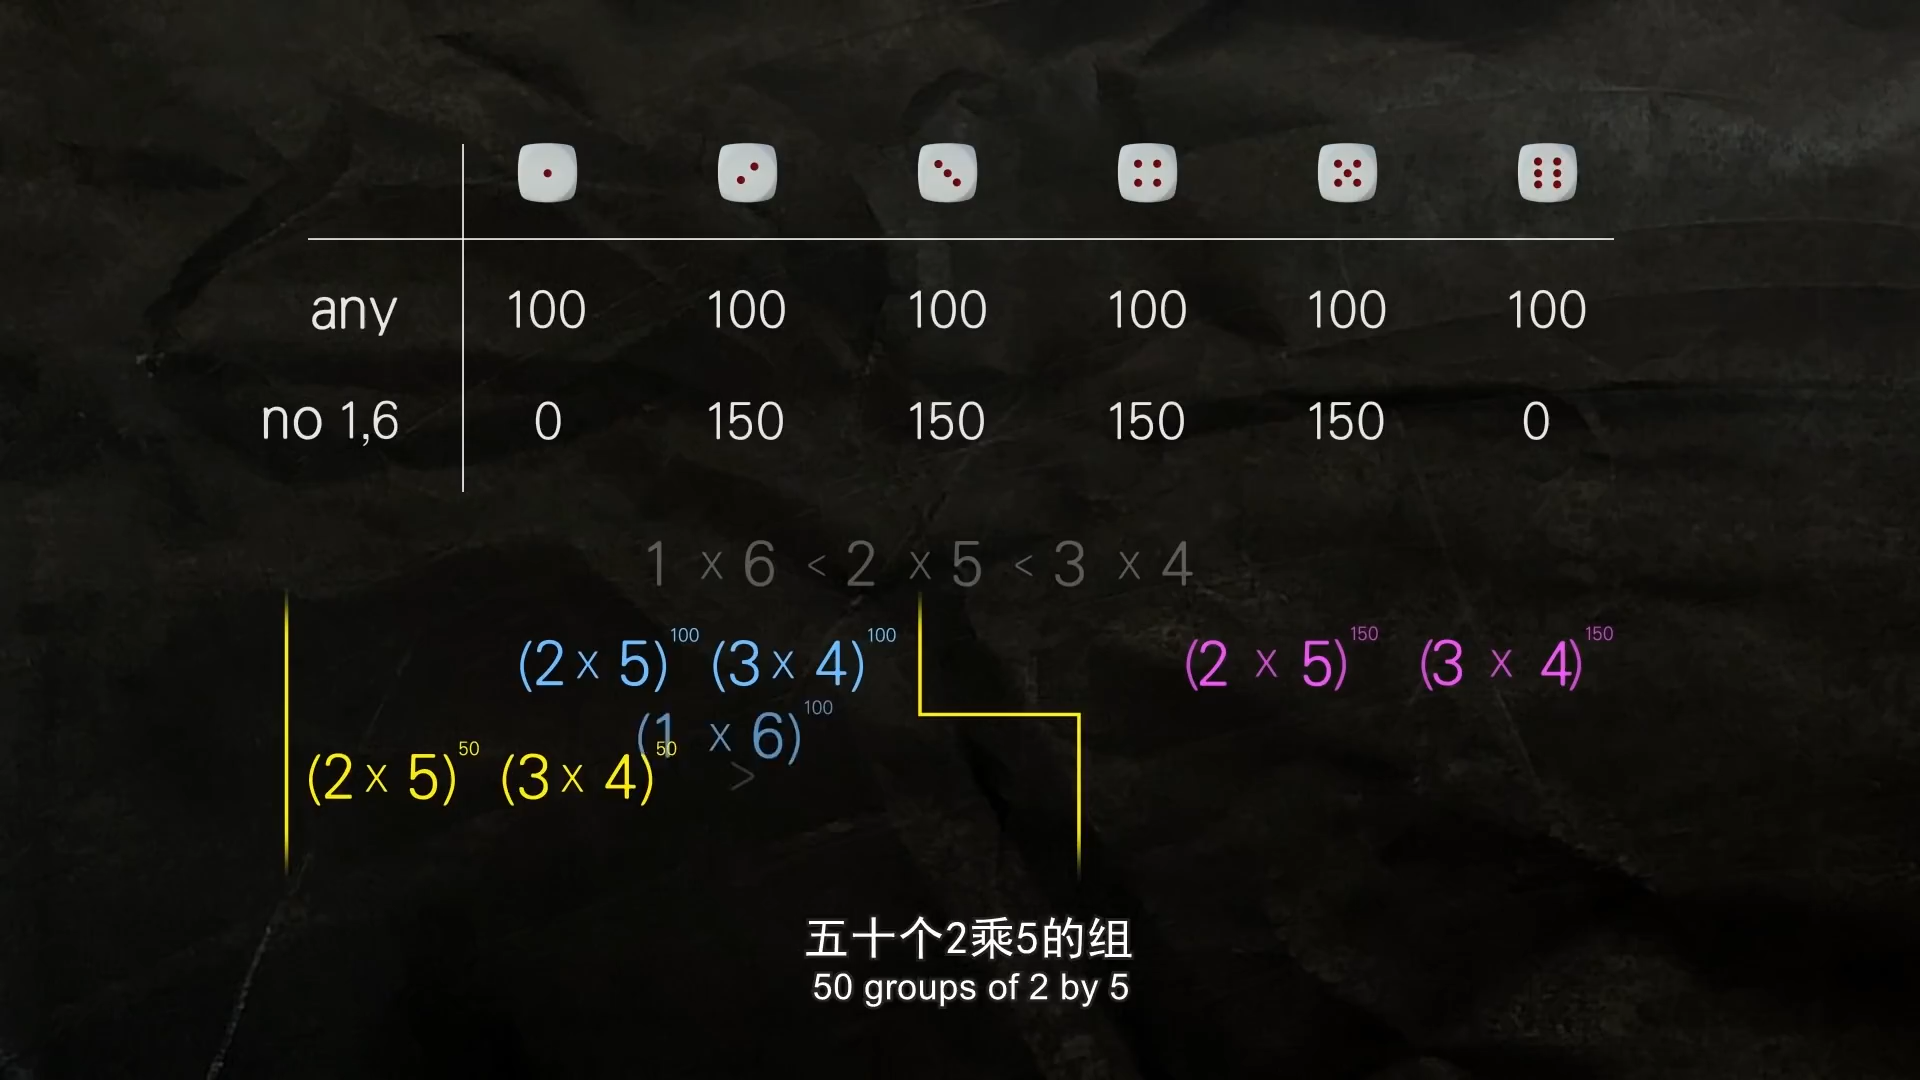 any 100 100 100 100 100 100
no 1,6 0 150 150 150 150 0
1 × 6 < 2 × 5 < 3 × 4
(2 × 5)¹⁰⁰ (3 × 4)¹⁰⁰
(2 × 5)¹⁵⁰ (3 × 4)¹⁵⁰
(1 × 6)¹⁰⁰
(2 × 5)⁵⁰ (3 × 4)⁵⁰ >
五十个2乘5的组
50 groups of 2 by 5